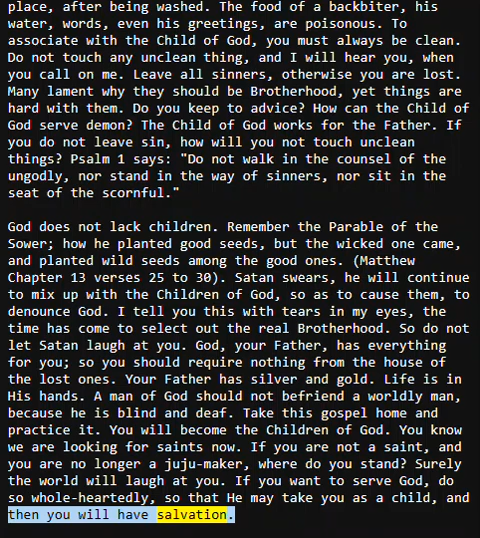 place, after being washed. The food of a backbiter, his
water, words, even his greetings, are poisonous. To
associate with the Child of God, you must always be clean.
Do not touch any unclean thing, and I will hear you, when
you call on me. Leave all sinners, otherwise you are lost.
Many lament why they should be Brotherhood, yet things are
hard with them. Do you keep to advice? How can the Child of
God serve demon? The Child of God works for the Father. If
you do not leave sin, how will you not touch unclean
things? Psalm 1 says: "Do not walk in the counsel of the
ungodly, nor stand in the way of sinners, nor sit in the
seat of the scornful."

God does not lack children. Remember the Parable of the
Sower; how he planted good seeds, but the wicked one came,
and planted wild seeds among the good ones. (Matthew
Chapter 13 verses 25 to 30). Satan swears, he will continue
to mix up with the Children of God, so as to cause them, to
denounce God. I tell you this with tears in my eyes, the
time has come to select out the real Brotherhood. So do not
let Satan laugh at you. God, your Father, has everything
for you; so you should require nothing from the house of
the lost ones. Your Father has silver and gold. Life is in
His hands. A man of God should not befriend a worldly man,
because he is blind and deaf. Take this gospel home and
practice it. You will become the Children of God. You know
we are looking for saints now. If you are not a saint, and
you are no longer a juju-maker, where do you stand? Surely
the world will laugh at you. If you want to serve God, do
so whole-heartedly, so that He may take you as a child, and
then you will have salvation.